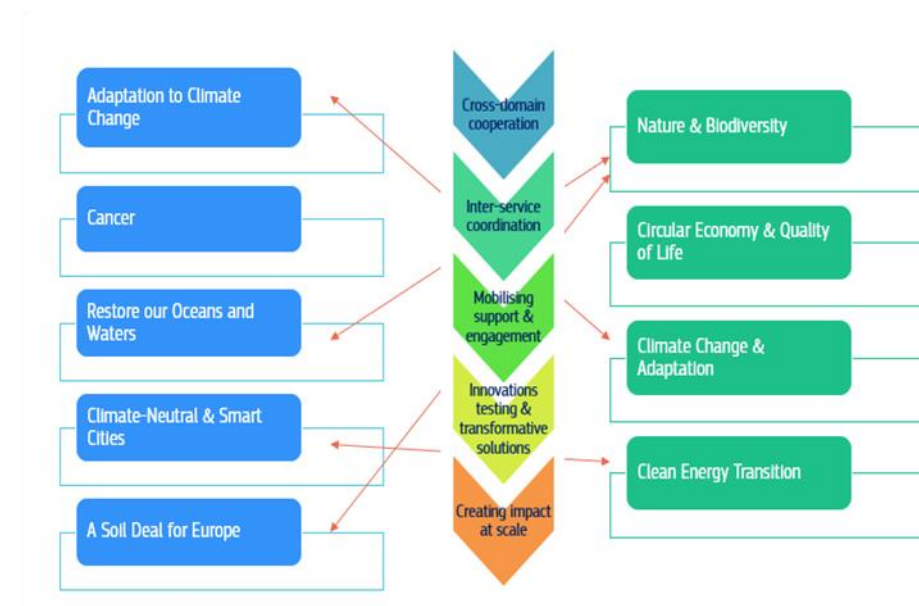 Adaptation to Climate
Change
Cancer
Restore our Oceans and
Waters
Climate-Neutral & Smart
Cities
A Soil Deal for Europe
Cross-domain
cooperation
Inter-service
coordination
Mobilising
support &
engagement
Innovations
testing &
transformative
solutions
Creating impact
at scale
Nature & Biodiversity
Circular Economy & Quality
of Life
Climate Change &
Adaptation
Clean Energy Transition